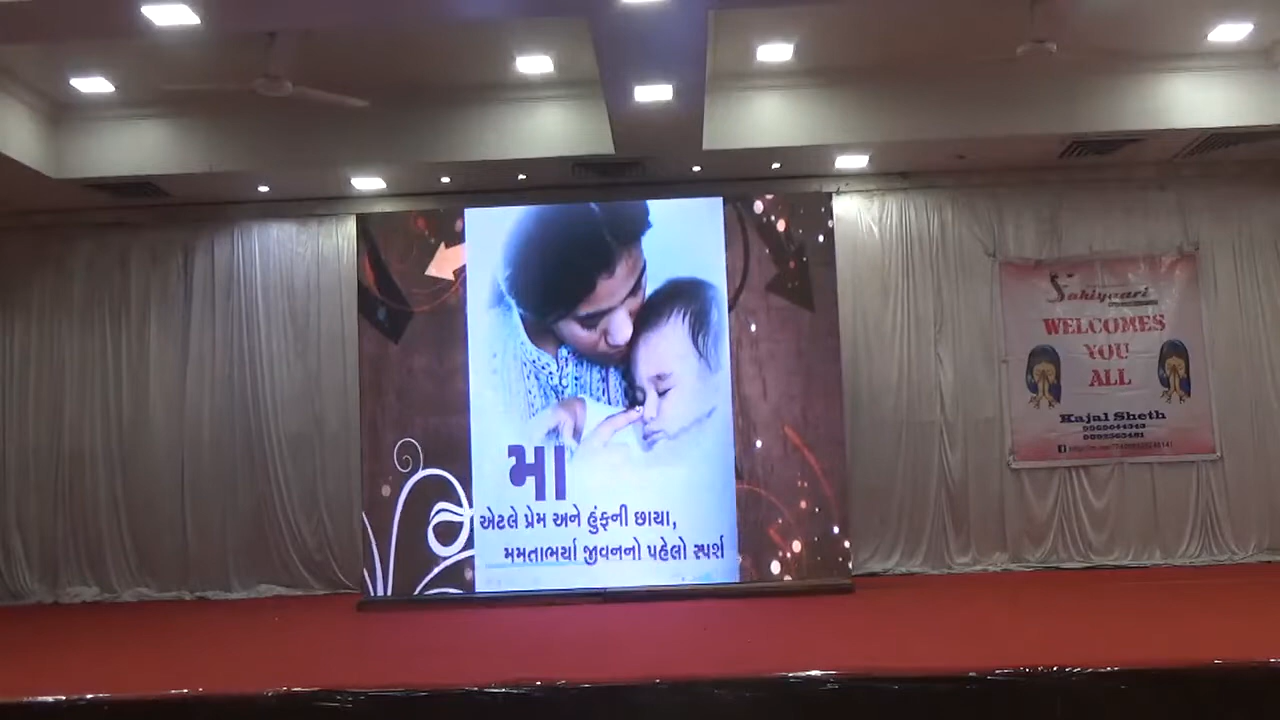 મા
એટલે પ્રેમ અને હુંફની છાયા,
મમતાભર્યા જીવનનો પહેલો સ્પર્શ
Sahiyaari
WELCOMES
YOU
ALL
Kajal Sheth